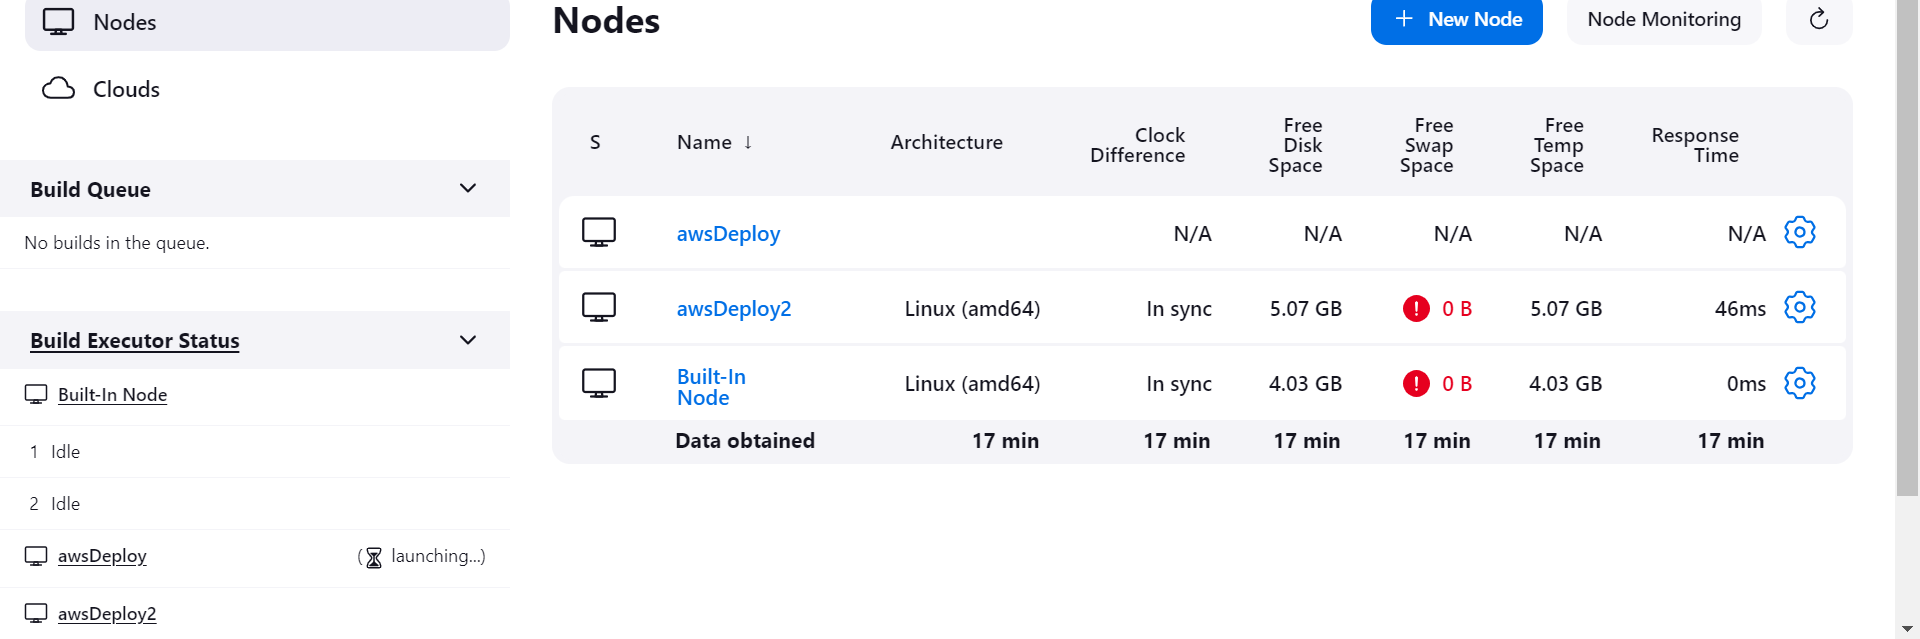 Nodes
Clouds
Build Queue
No builds in the queue.
Build Executor Status
Built-In Node
1 Idle
2 Idle
awsDeploy ( launching...)
awsDeploy2
Nodes
+ New Node
Node Monitoring
S Name ↓ Architecture Clock Difference Free Disk Space Free Swap Space Free Temp Space Response Time
awsDeploy N/A N/A N/A N/A N/A
awsDeploy2 Linux (amd64) In sync 5.07 GB ! 0 B 5.07 GB 46ms
Built-In Node Linux (amd64) In sync 4.03 GB ! 0 B 4.03 GB 0ms
Data obtained 17 min 17 min 17 min 17 min 17 min 17 min